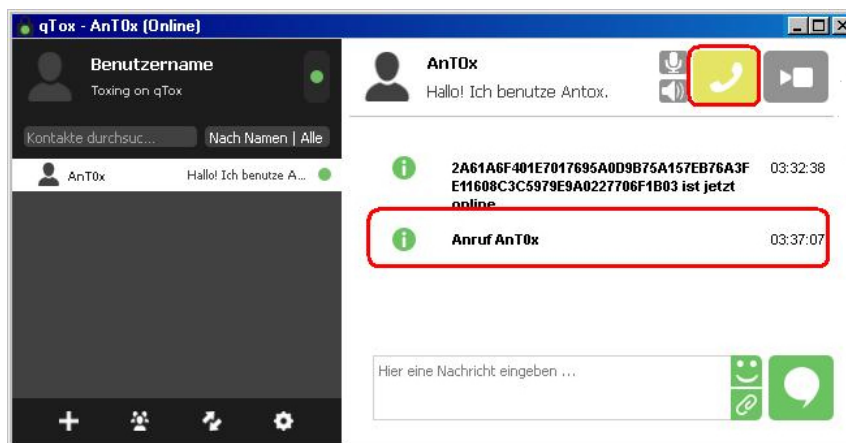 qTox - AnT0x (Online)
Benutzername
Toxing on qTox
Kontakte durchsuc...
Nach Namen | Alle
AnT0x
Hallo! Ich benutze A...
AnT0x
Hallo! Ich benutze Antox.
2A61A6F401E7017695A0D9B75A157EB76A3F
E11608C3C5979E9A0227706F1B03 ist jetzt
online
03:32:38
Anruf AnT0x
03:37:07
Hier eine Nachricht eingeben ...